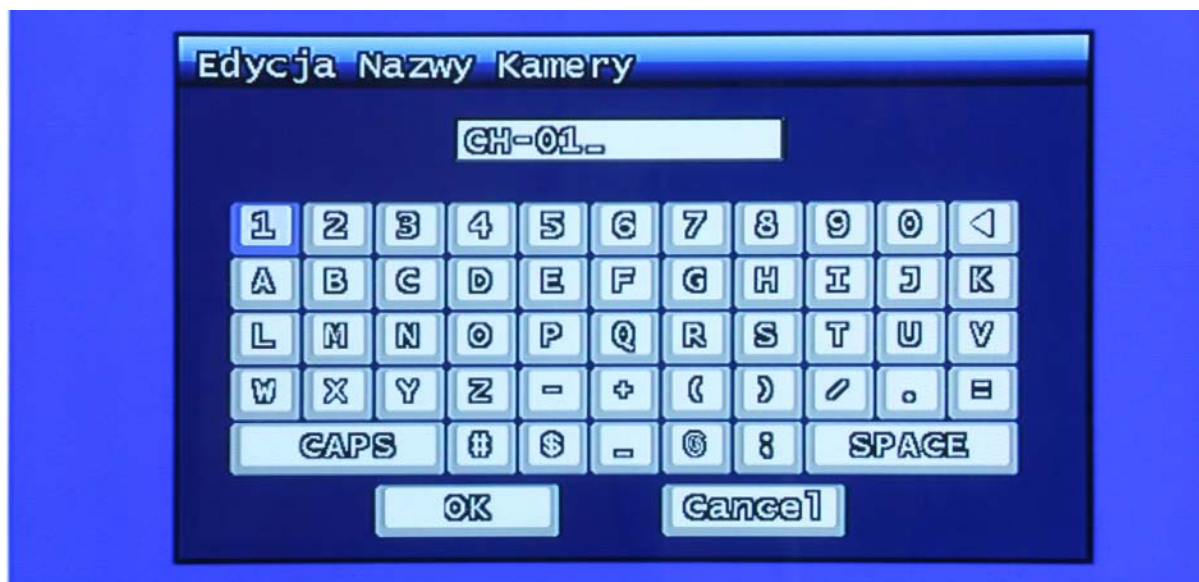 Edycja Nazwy Kamery
CH-01_
1 2 3 4 5 6 7 8 9 0 ◁
A B C D E F G H I J K
L M N O P Q R S T U V
W X Y Z - + ( ) / . =
CAPS # $ _ @ : SPACE
OK Cancel